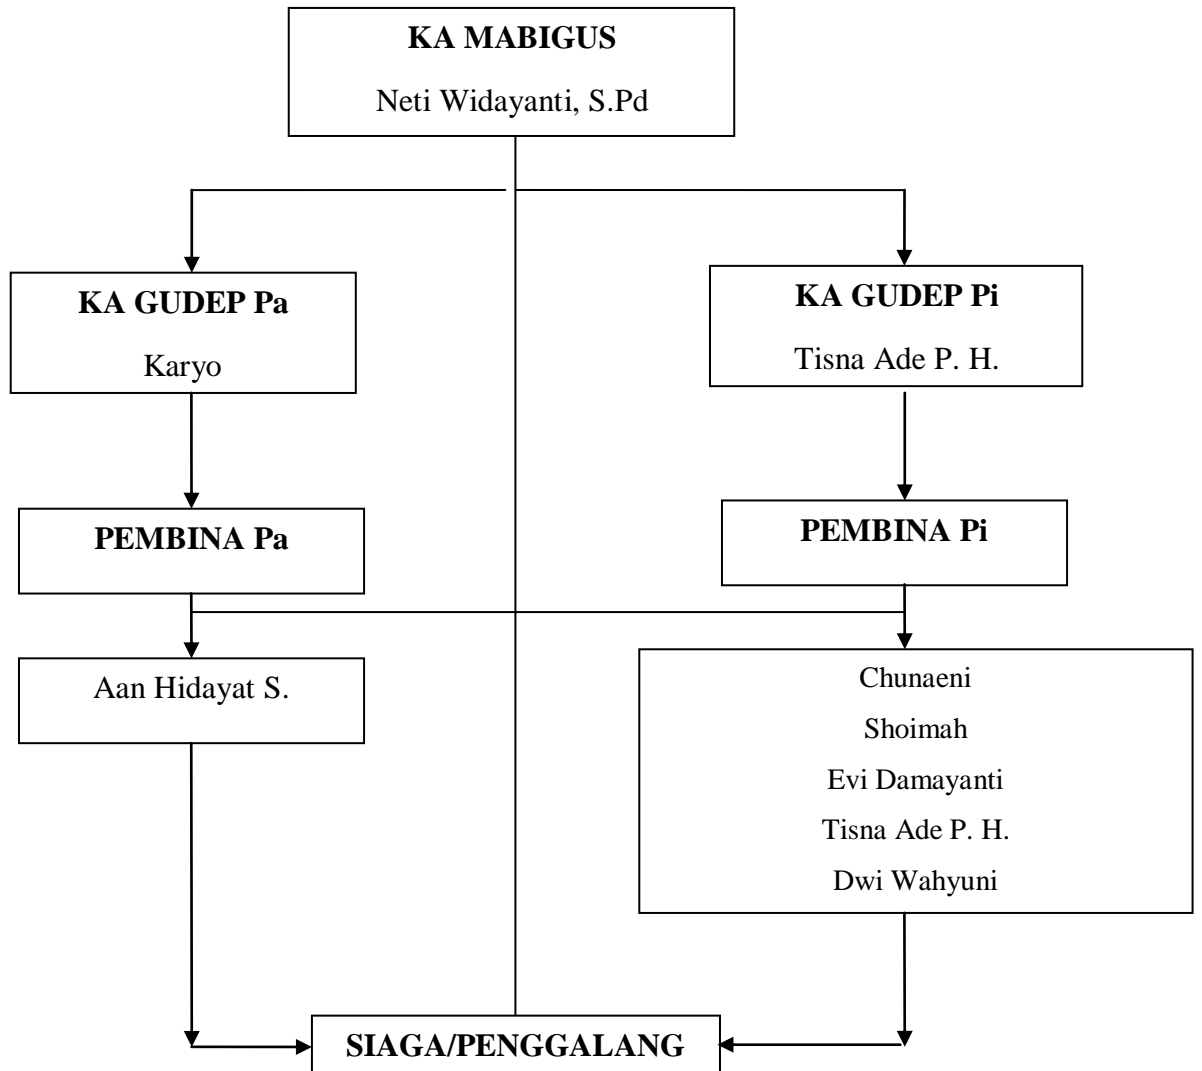 KA MABIGUS
Neti Widayanti, S.Pd
KA GUDEP Pa
Karyo
KA GUDEP Pi
Tisna Ade P. H.
PEMBINA Pa
PEMBINA Pi
Aan Hidayat S.
Chunaeni
Shoimah
Evi Damayanti
Tisna Ade P. H.
Dwi Wahyuni
SIAGA/PENGGALANG